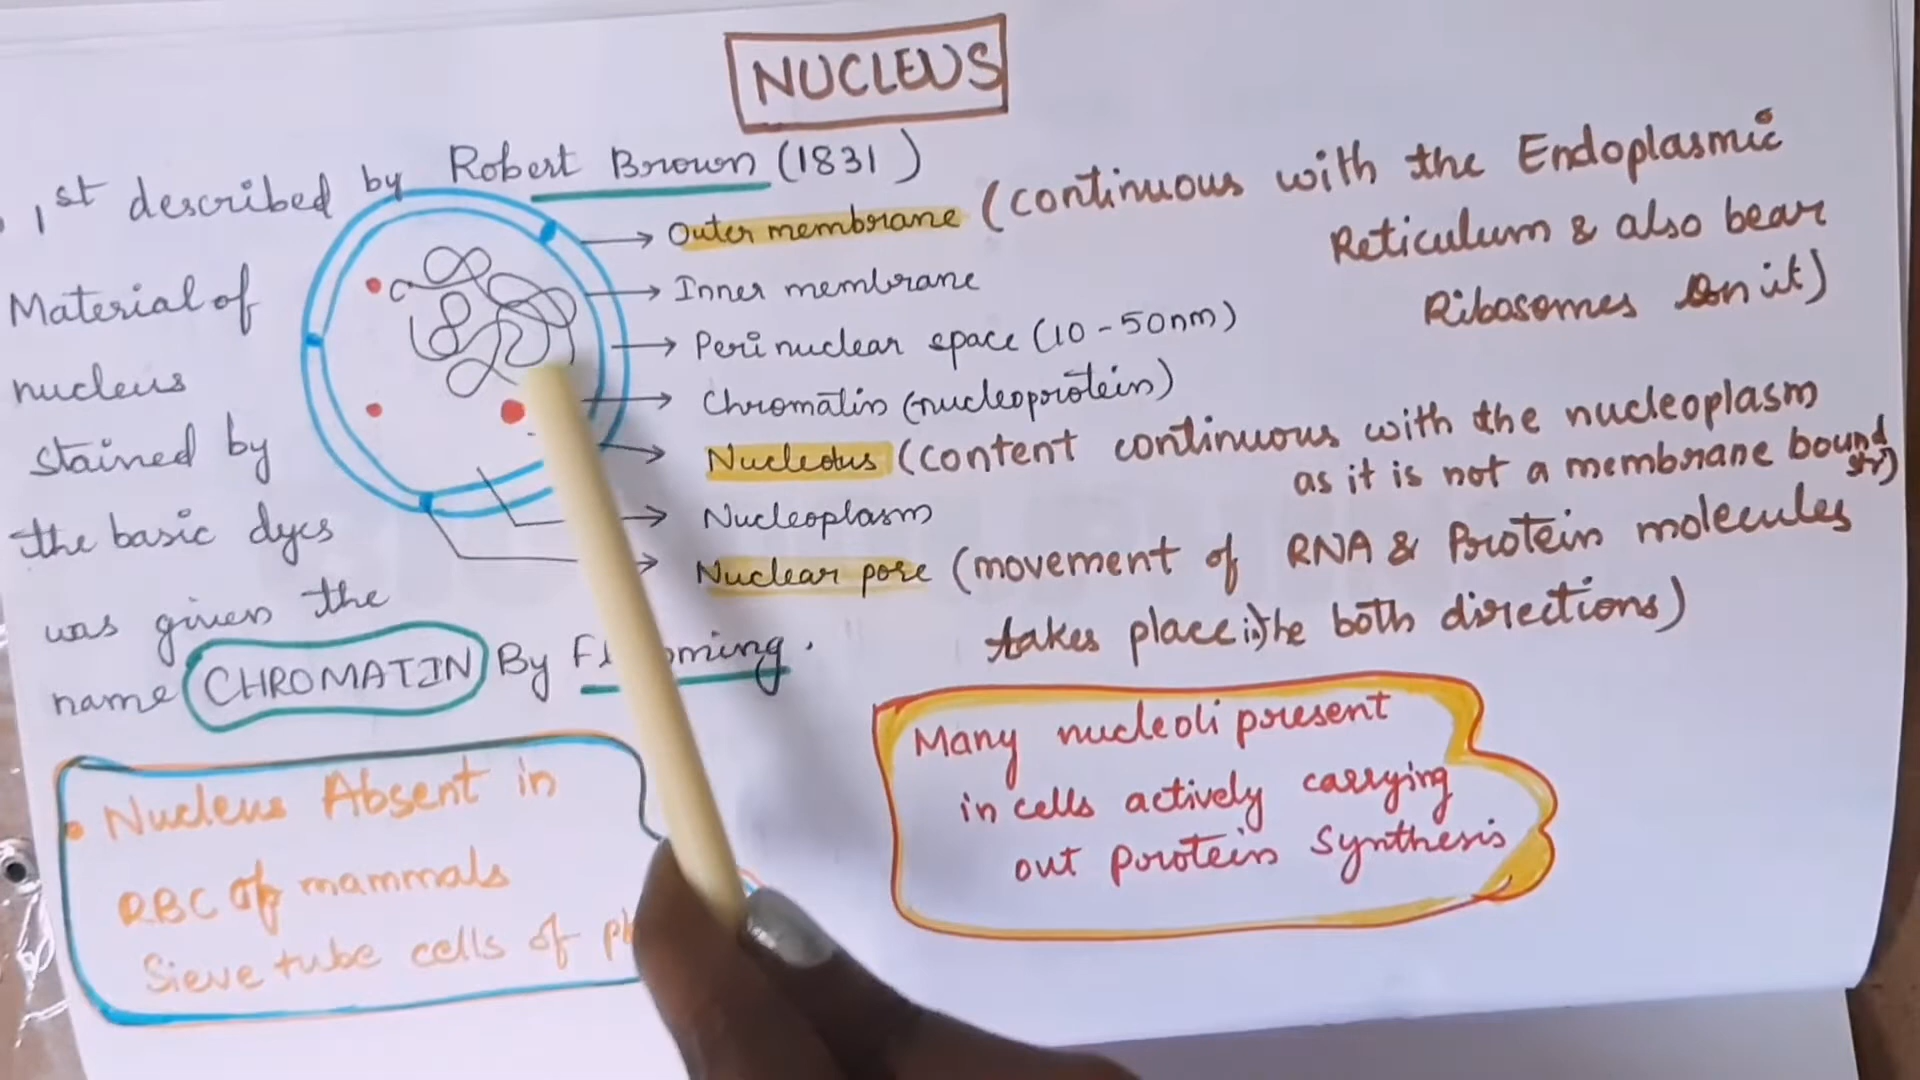 NUCLEUS
1st described by Robert Brown (1831)
Material of
nucleus
stained by
the basic dyes
was given the
name CHROMATIN By
Outer membrane (continuous with the Endoplasmic
Reticulum & also bear
Ribosomes on it)
Inner membrane
Perinuclear space (10-50nm)
Chromatin (nucleoprotein)
Nucleolus (content continuous with the nucleoplasm
as it is not a membrane bound
str)
Nucleoplasm
Nuclear pore (movement of RNA & Protein molecules
takes place in the both directions)
• Nucleus Absent in
RBC of mammals
Sieve tube cells of
Many nucleoli present
in cells actively carrying
out protein synthesis